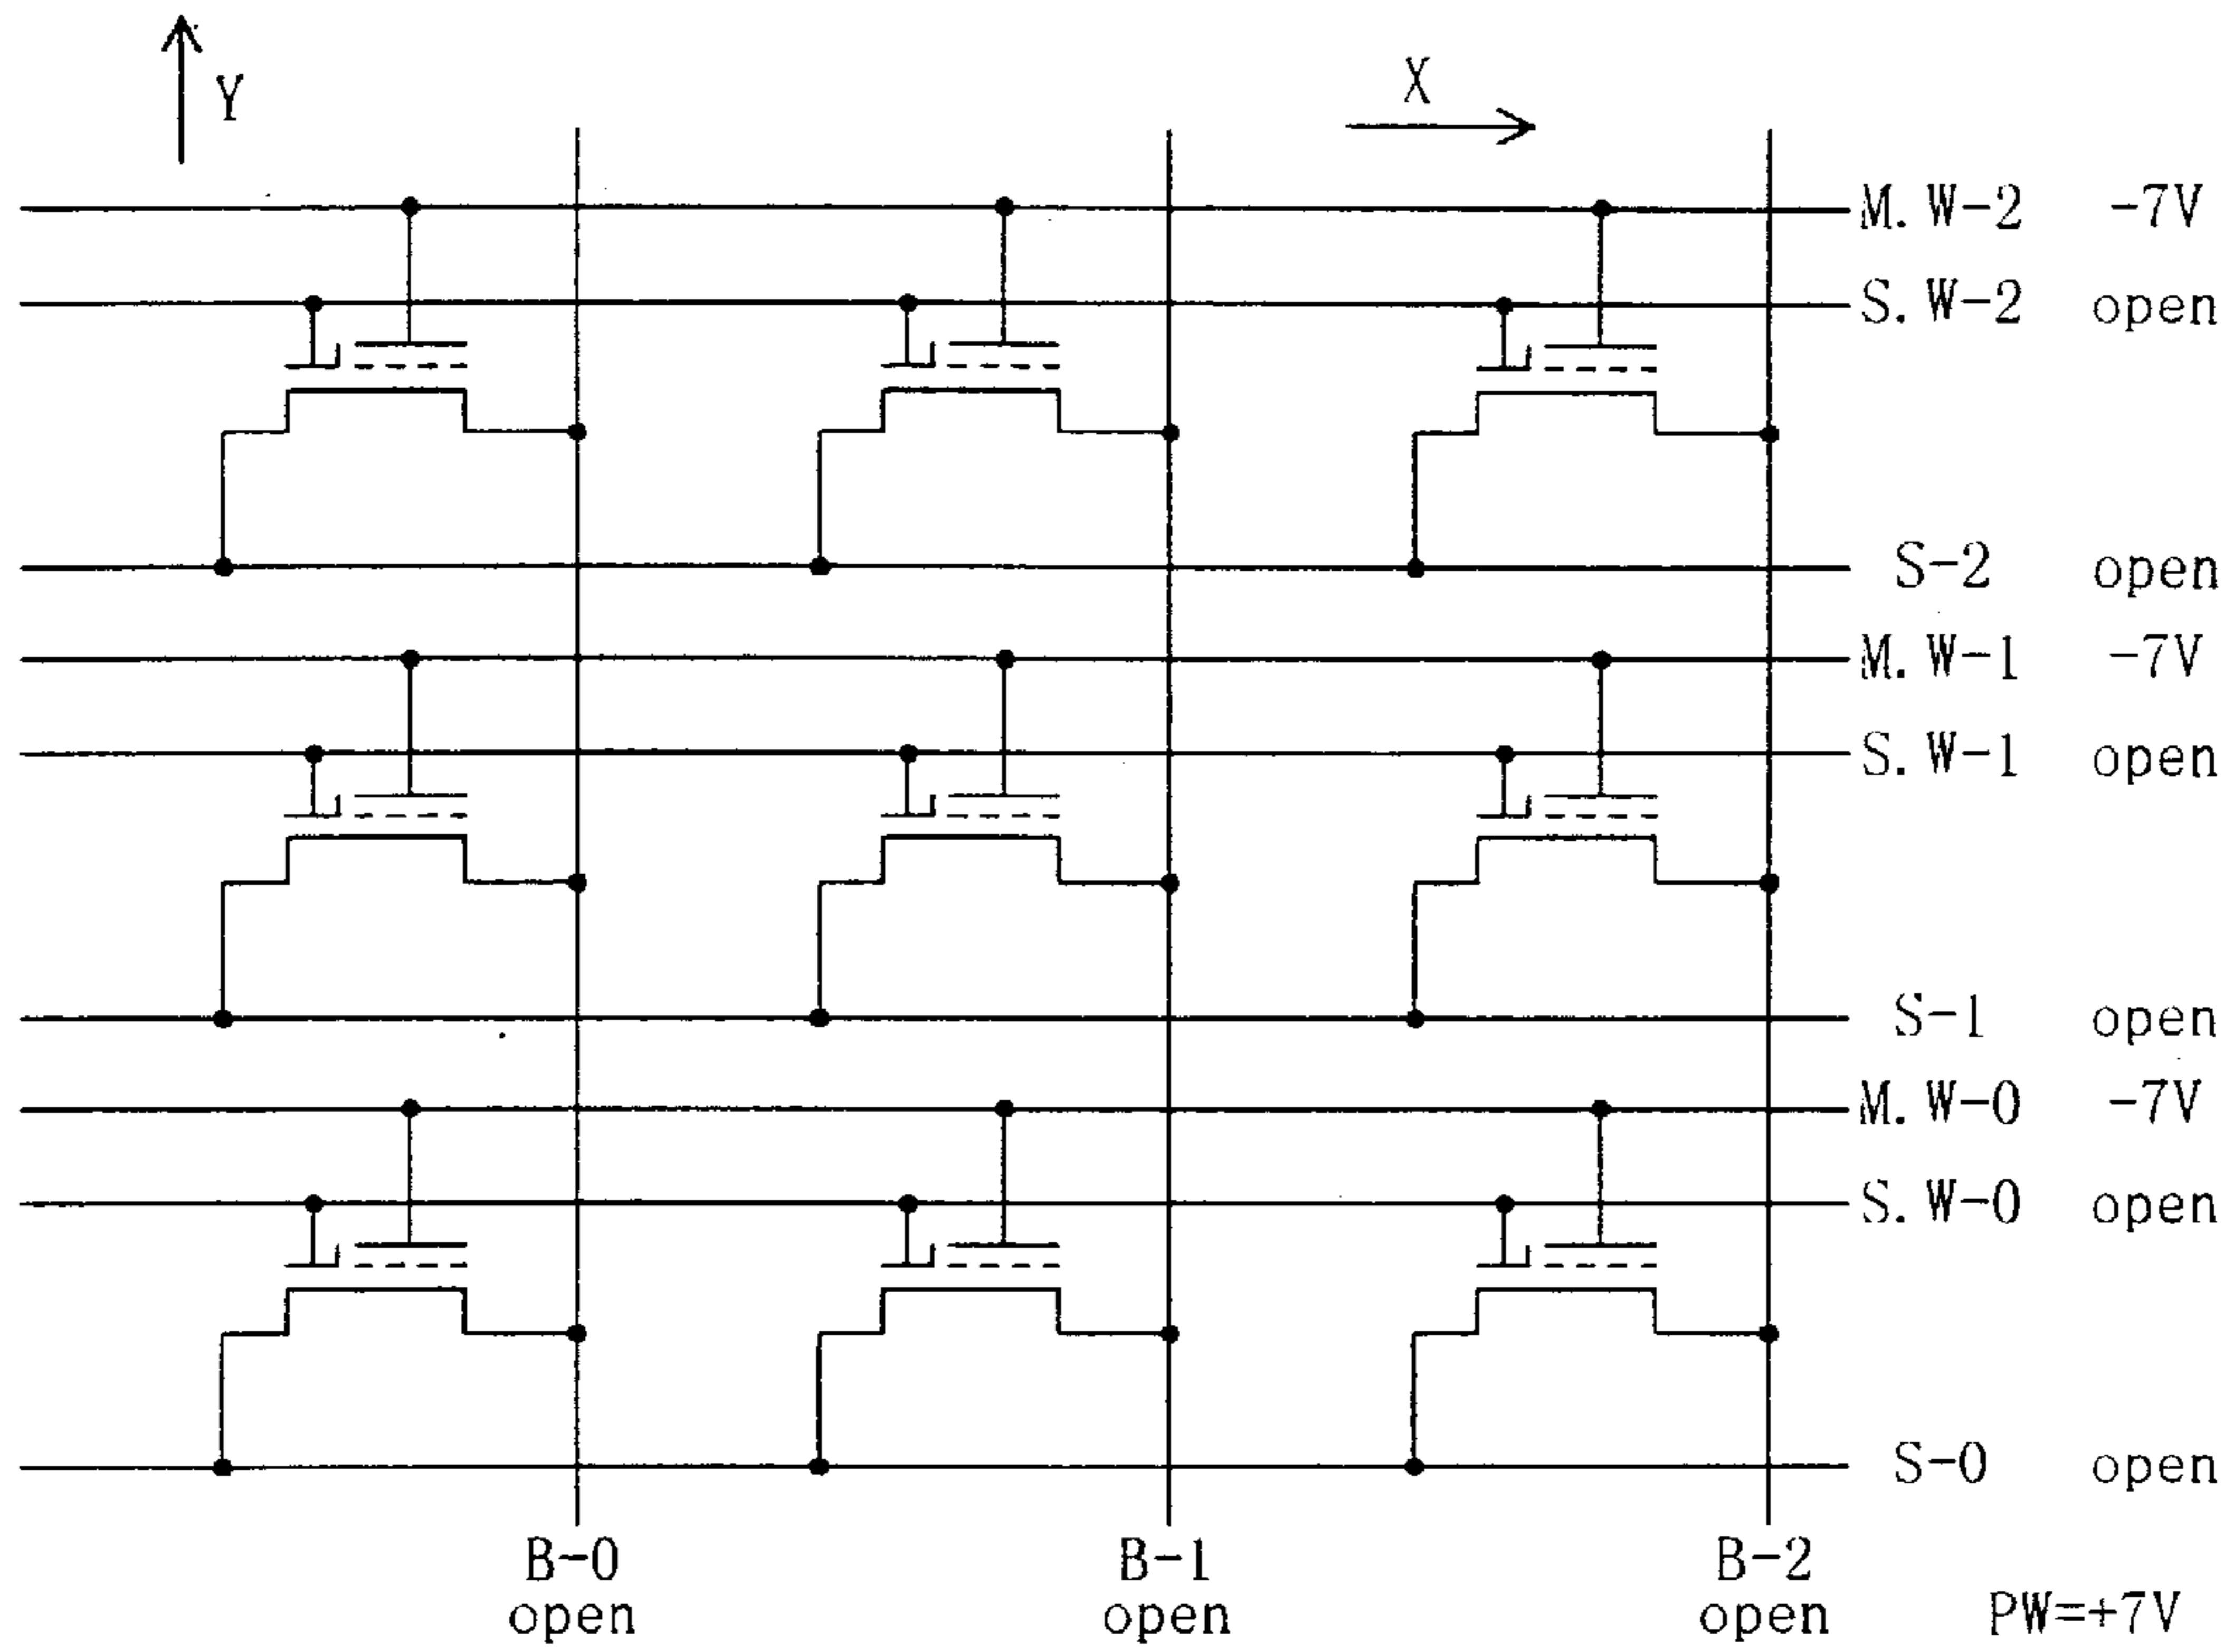 Y
X
M. W-2 -7V
S. W-2 open
S-2 open
M. W-1 -7V
S. W-1 open
S-1 open
M. W-0 -7V
S. W-0 open
S-0 open
B-0 B-1 B-2
open open open PW=+7V